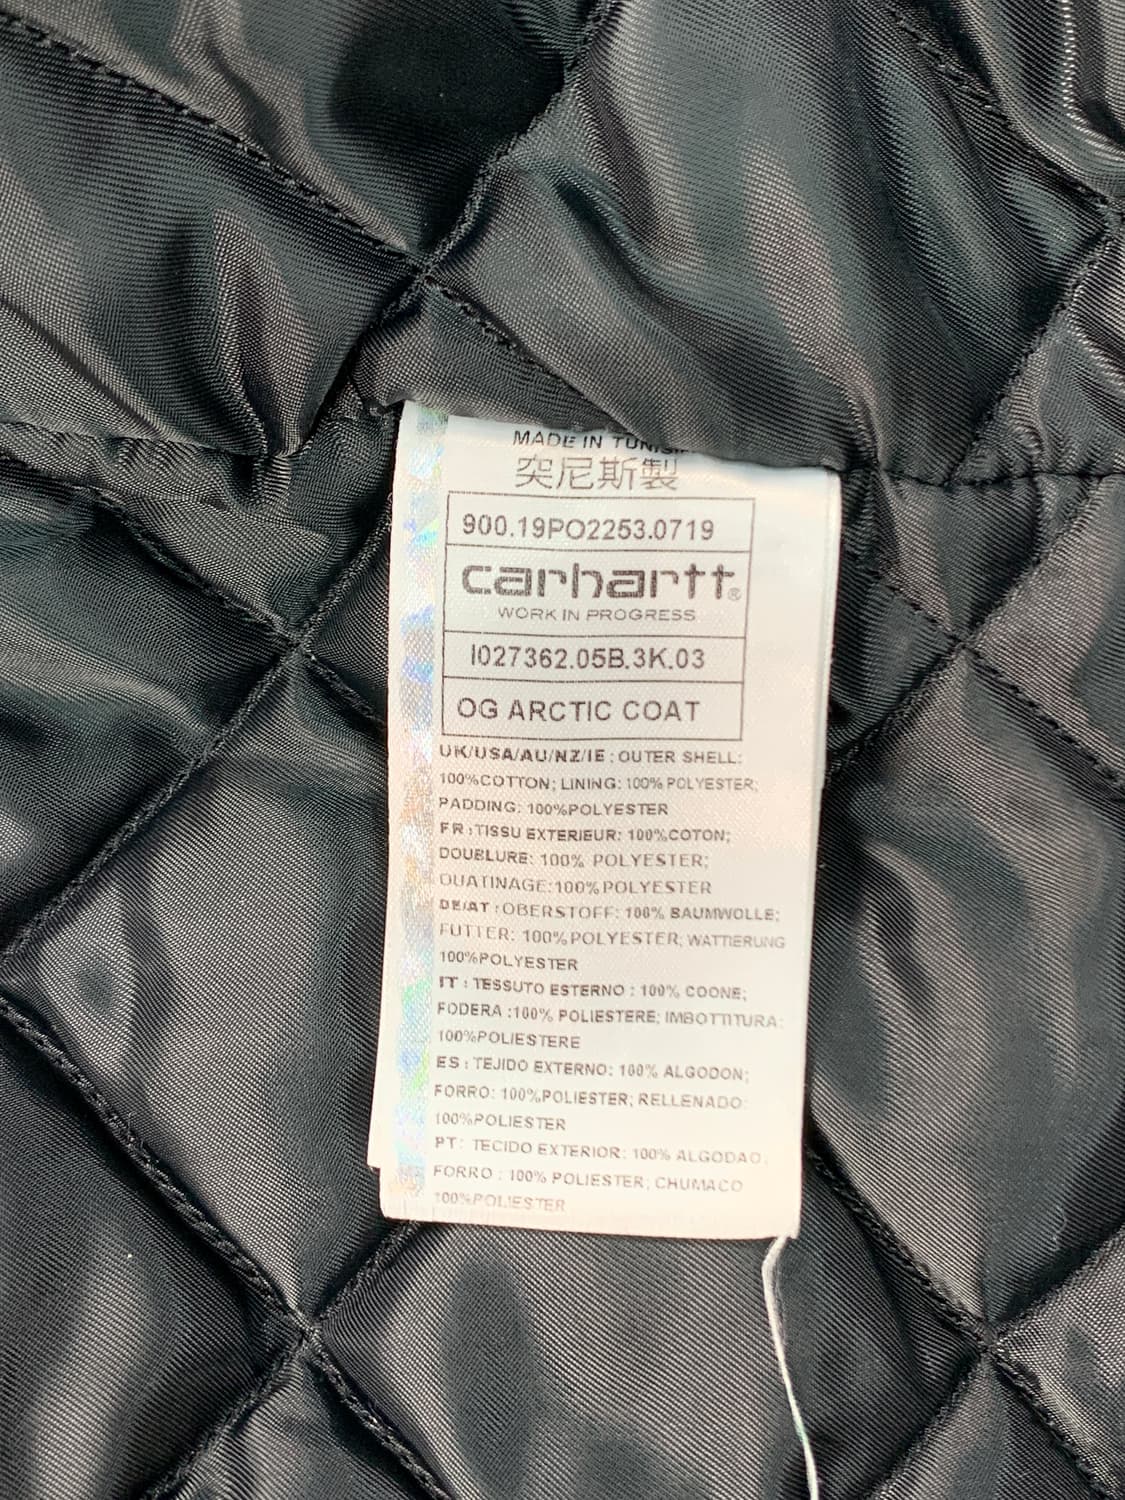 MADE IN TUNISIA
突尼斯製
900.19PO2253.0719
carhartt®
WORK IN PROGRESS
I027362.05B.3K.03
OG ARCTIC COAT
UK/USA/AU/NZ/IE : OUTER SHELL:
100%COTTON; LINING: 100% POLYESTER;
PADDING: 100%POLYESTER
FR :TISSU EXTERIEUR: 100%COTON;
DOUBLURE: 100% POLYESTER;
OUATINAGE:100%POLYESTER
DE/AT :OBERSTOFF: 100% BAUMWOLLE;
FUTTER: 100%POLYESTER; WATTIERUNG
100%POLYESTER
IT : TESSUTO ESTERNO : 100% COONE;
FODERA :100% POLIESTERE; IMBOTTITURA:
100%POLIESTERE
ES : TEJIDO EXTERNO: 100% ALGODON;
FORRO: 100%POLIESTER; RELLENADO:
100%POLIESTER
PT: TECIDO EXTERIOR: 100% ALGODAO;
FORRO : 100% POLIESTER; CHUMACO
100%POLIESTER